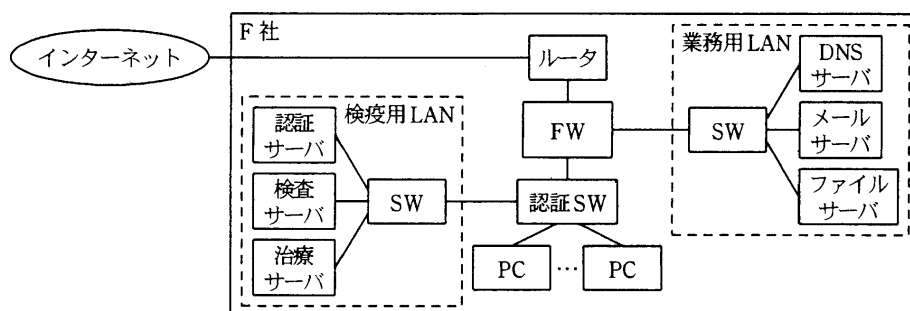 F社
インターネット
ルータ
業務用LAN
DNS
サーバ
検疫用LAN
認証
サーバ
FW
SW
メール
サーバ
検査
サーバ
SW
認証SW
ファイル
サーバ
治療
サーバ
PC
…
PC